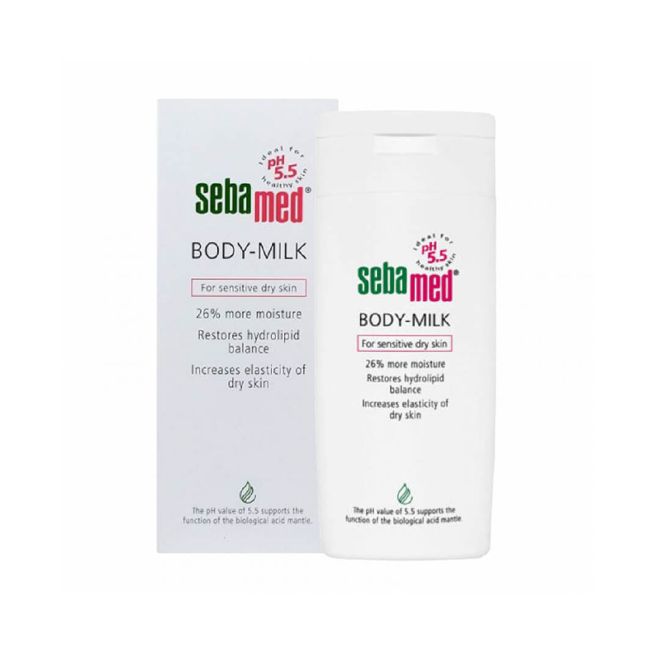 ideal for
pH
5.5
healthy skin
sebamed®
BODY-MILK
For sensitive dry skin
26% more moisture
Restores hydrolipid
balance
Increases elasticity of
dry skin
The pH value of 5.5 supports the
function of the biological acid mantle.
ideal for
pH
5.5
healthy skin
sebamed®
BODY-MILK
For sensitive dry skin
26% more moisture
Restores hydrolipid
balance
Increases elasticity of
dry skin
The pH value of 5.5 supports the
function of the biological acid mantle.